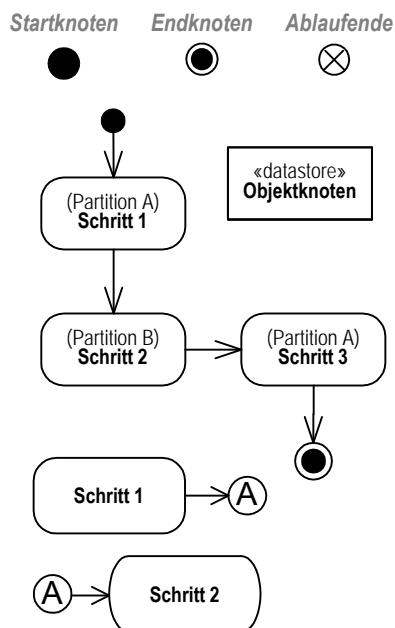 Startknoten Endknoten Ablaufende
(Partition A)
Schritt 1
«datastore»
Objektknoten
(Partition B)
Schritt 2
(Partition A)
Schritt 3
Schritt 1
A
A
Schritt 2